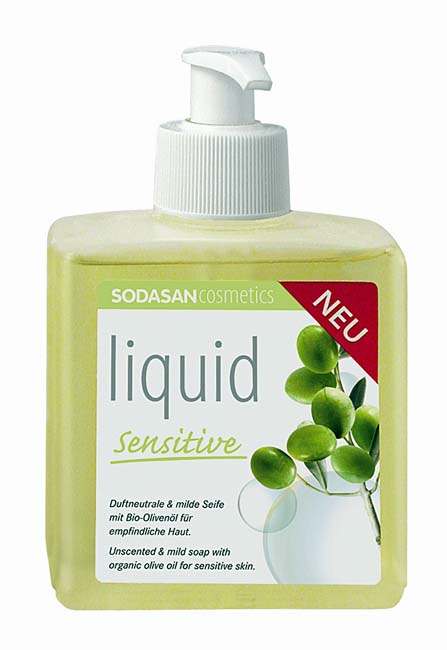 SODASANcosmetics
NEU
liquid
Sensitive
Duftneutrale & milde Seife
mit Bio-Olivenöl für
empfindliche Haut.
Unscented & mild soap with
organic olive oil for sensitive skin.